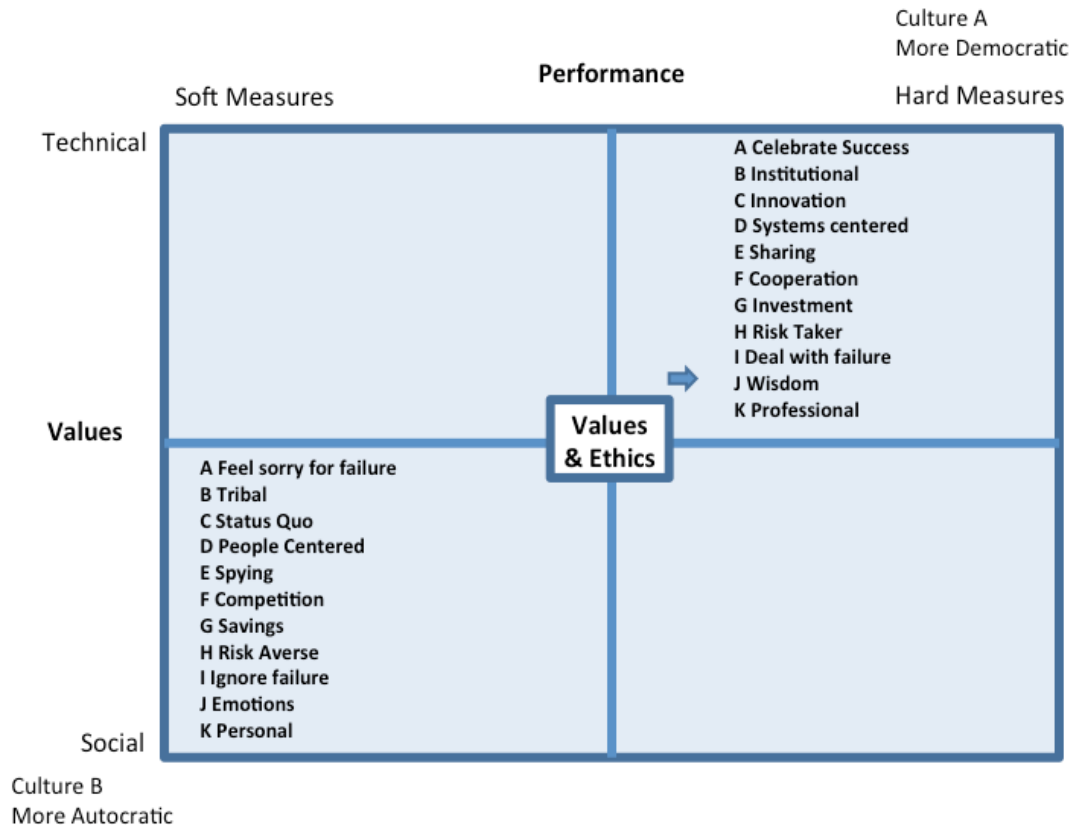 Culture A
More Democratic
Performance
Soft Measures
Hard Measures
Technical
A Celebrate Success
B Institutional
C Innovation
D Systems centered
E Sharing
F Cooperation
G Investment
H Risk Taker
I Deal with failure
J Wisdom
K Professional
Values
Values
& Ethics
A Feel sorry for failure
B Tribal
C Status Quo
D People Centered
E Spying
F Competition
G Savings
H Risk Averse
I Ignore failure
J Emotions
K Personal
Social
Culture B
More Autocratic